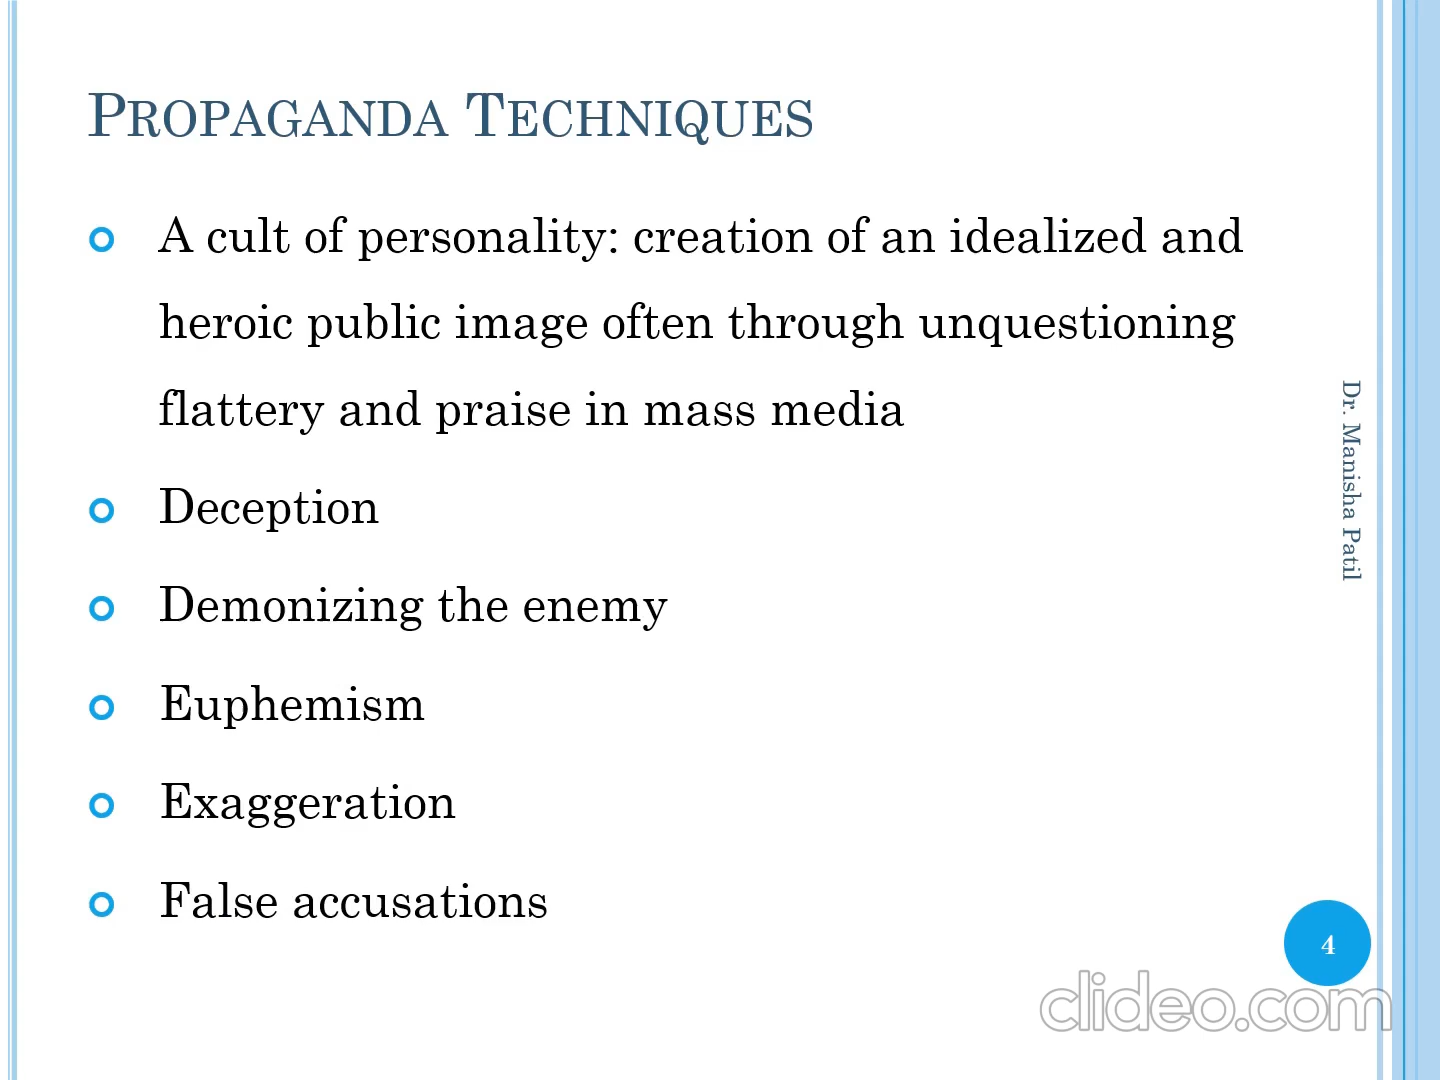 PROPAGANDA TECHNIQUES
A cult of personality: creation of an idealized and
heroic public image often through unquestioning
flattery and praise in mass media
Deception
Demonizing the enemy
Euphemism
Exaggeration
False accusations
Dr. Manisha Patil
4
clideo.com